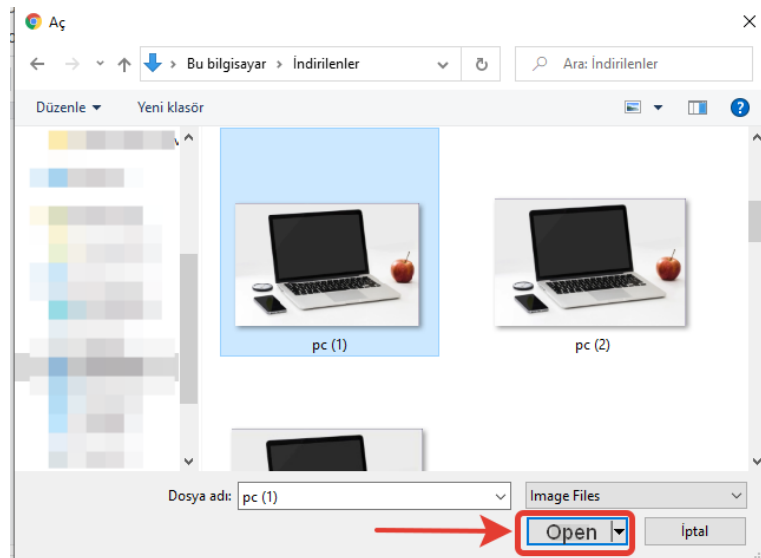 Aç
Bu bilgisayar > İndirilenler
Ara: İndirilenler
Düzenle
Yeni klasör
pc (1)
pc (2)
Dosya adı: pc (1)
Image Files
Open
İptal